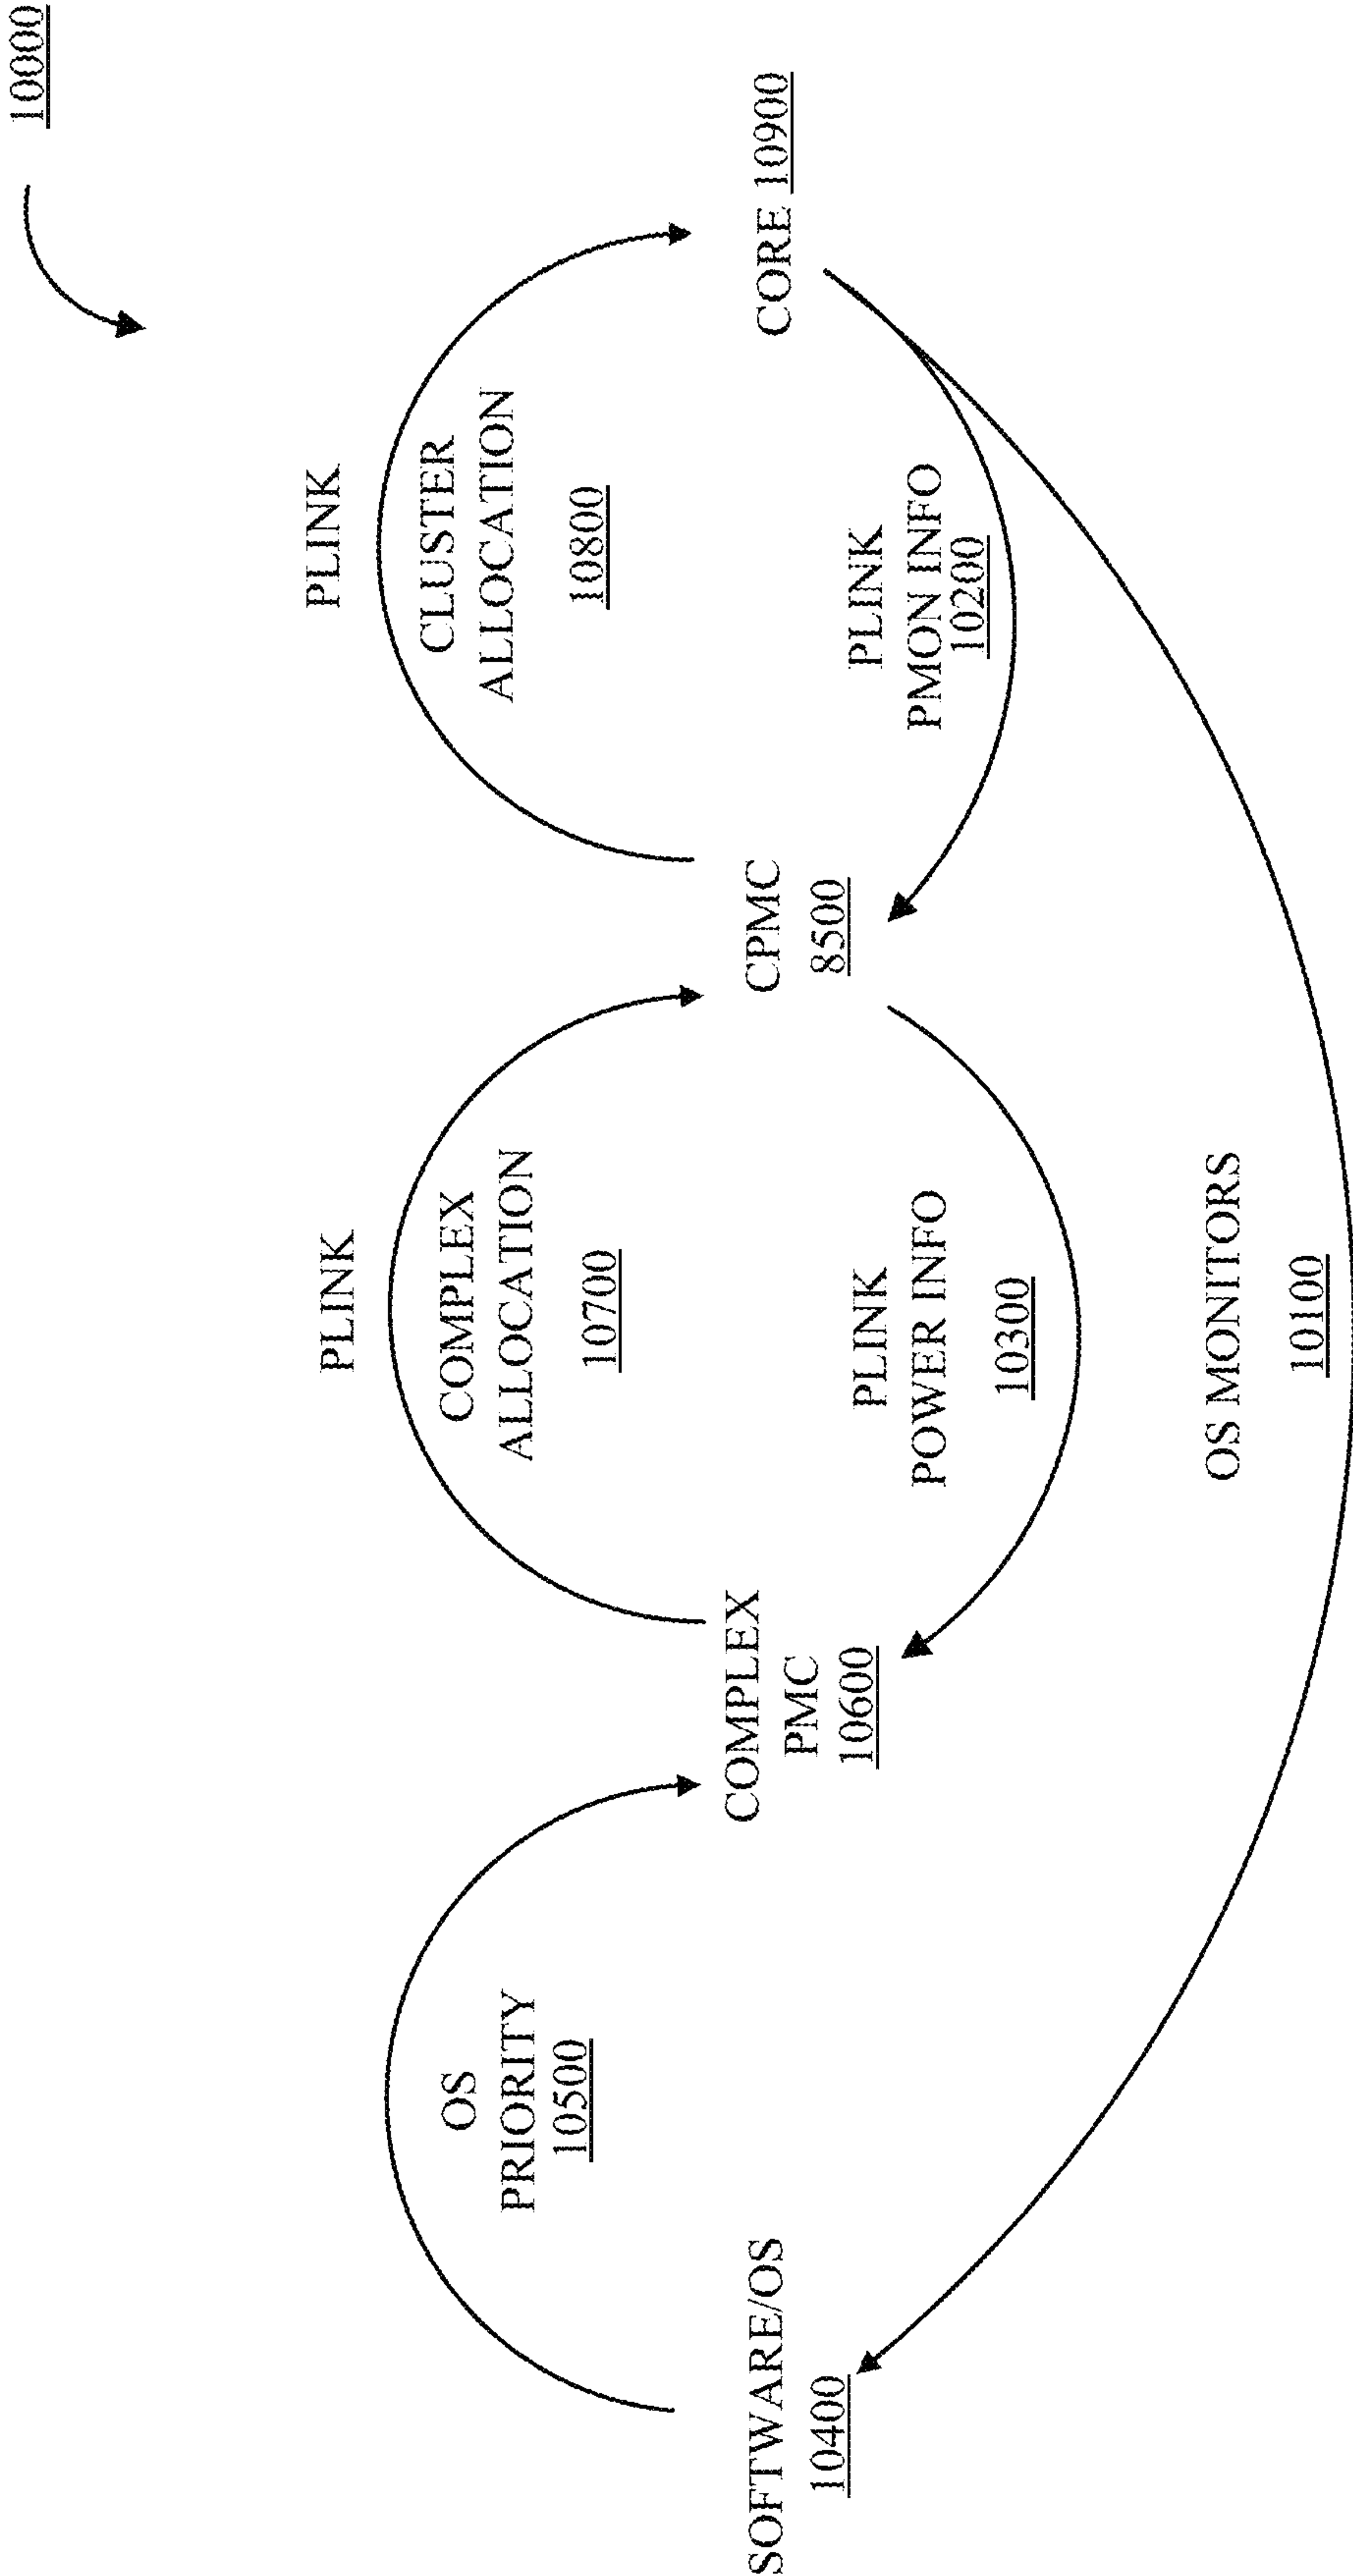 10000
PLINK
PLINK
OS
PRIORITY
10500
COMPLEX
ALLOCATION
10700
CLUSTER
ALLOCATION
10800
SOFTWARE/OS
10400
COMPLEX
PMC
10600
CPMC
8500
CORE 10900
PLINK
POWER INFO
10300
PLINK
PMON INFO
10200
OS MONITORS
10100